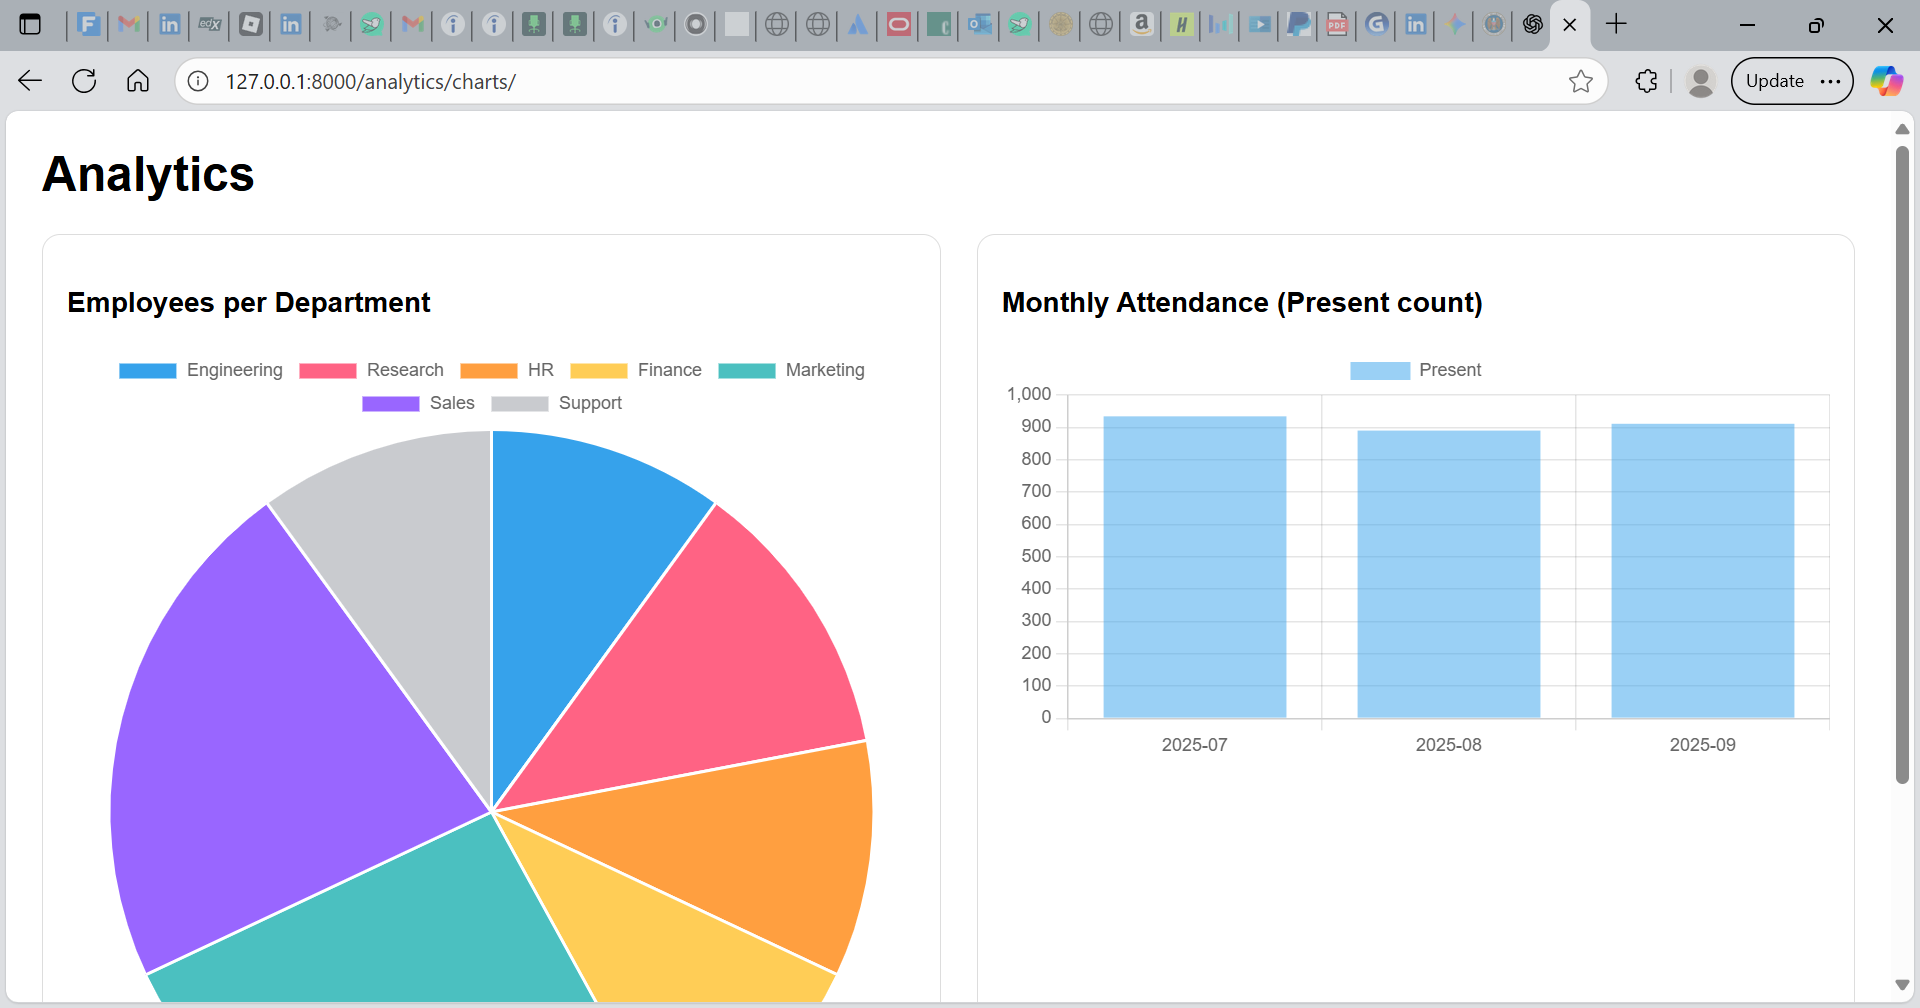 127.0.0.1:8000/analytics/charts/
Update
Analytics
Employees per Department
Engineering Research HR Finance Marketing
Sales Support
Monthly Attendance (Present count)
Present
1,000
900
800
700
600
500
400
300
200
100
0
2025-07 2025-08 2025-09